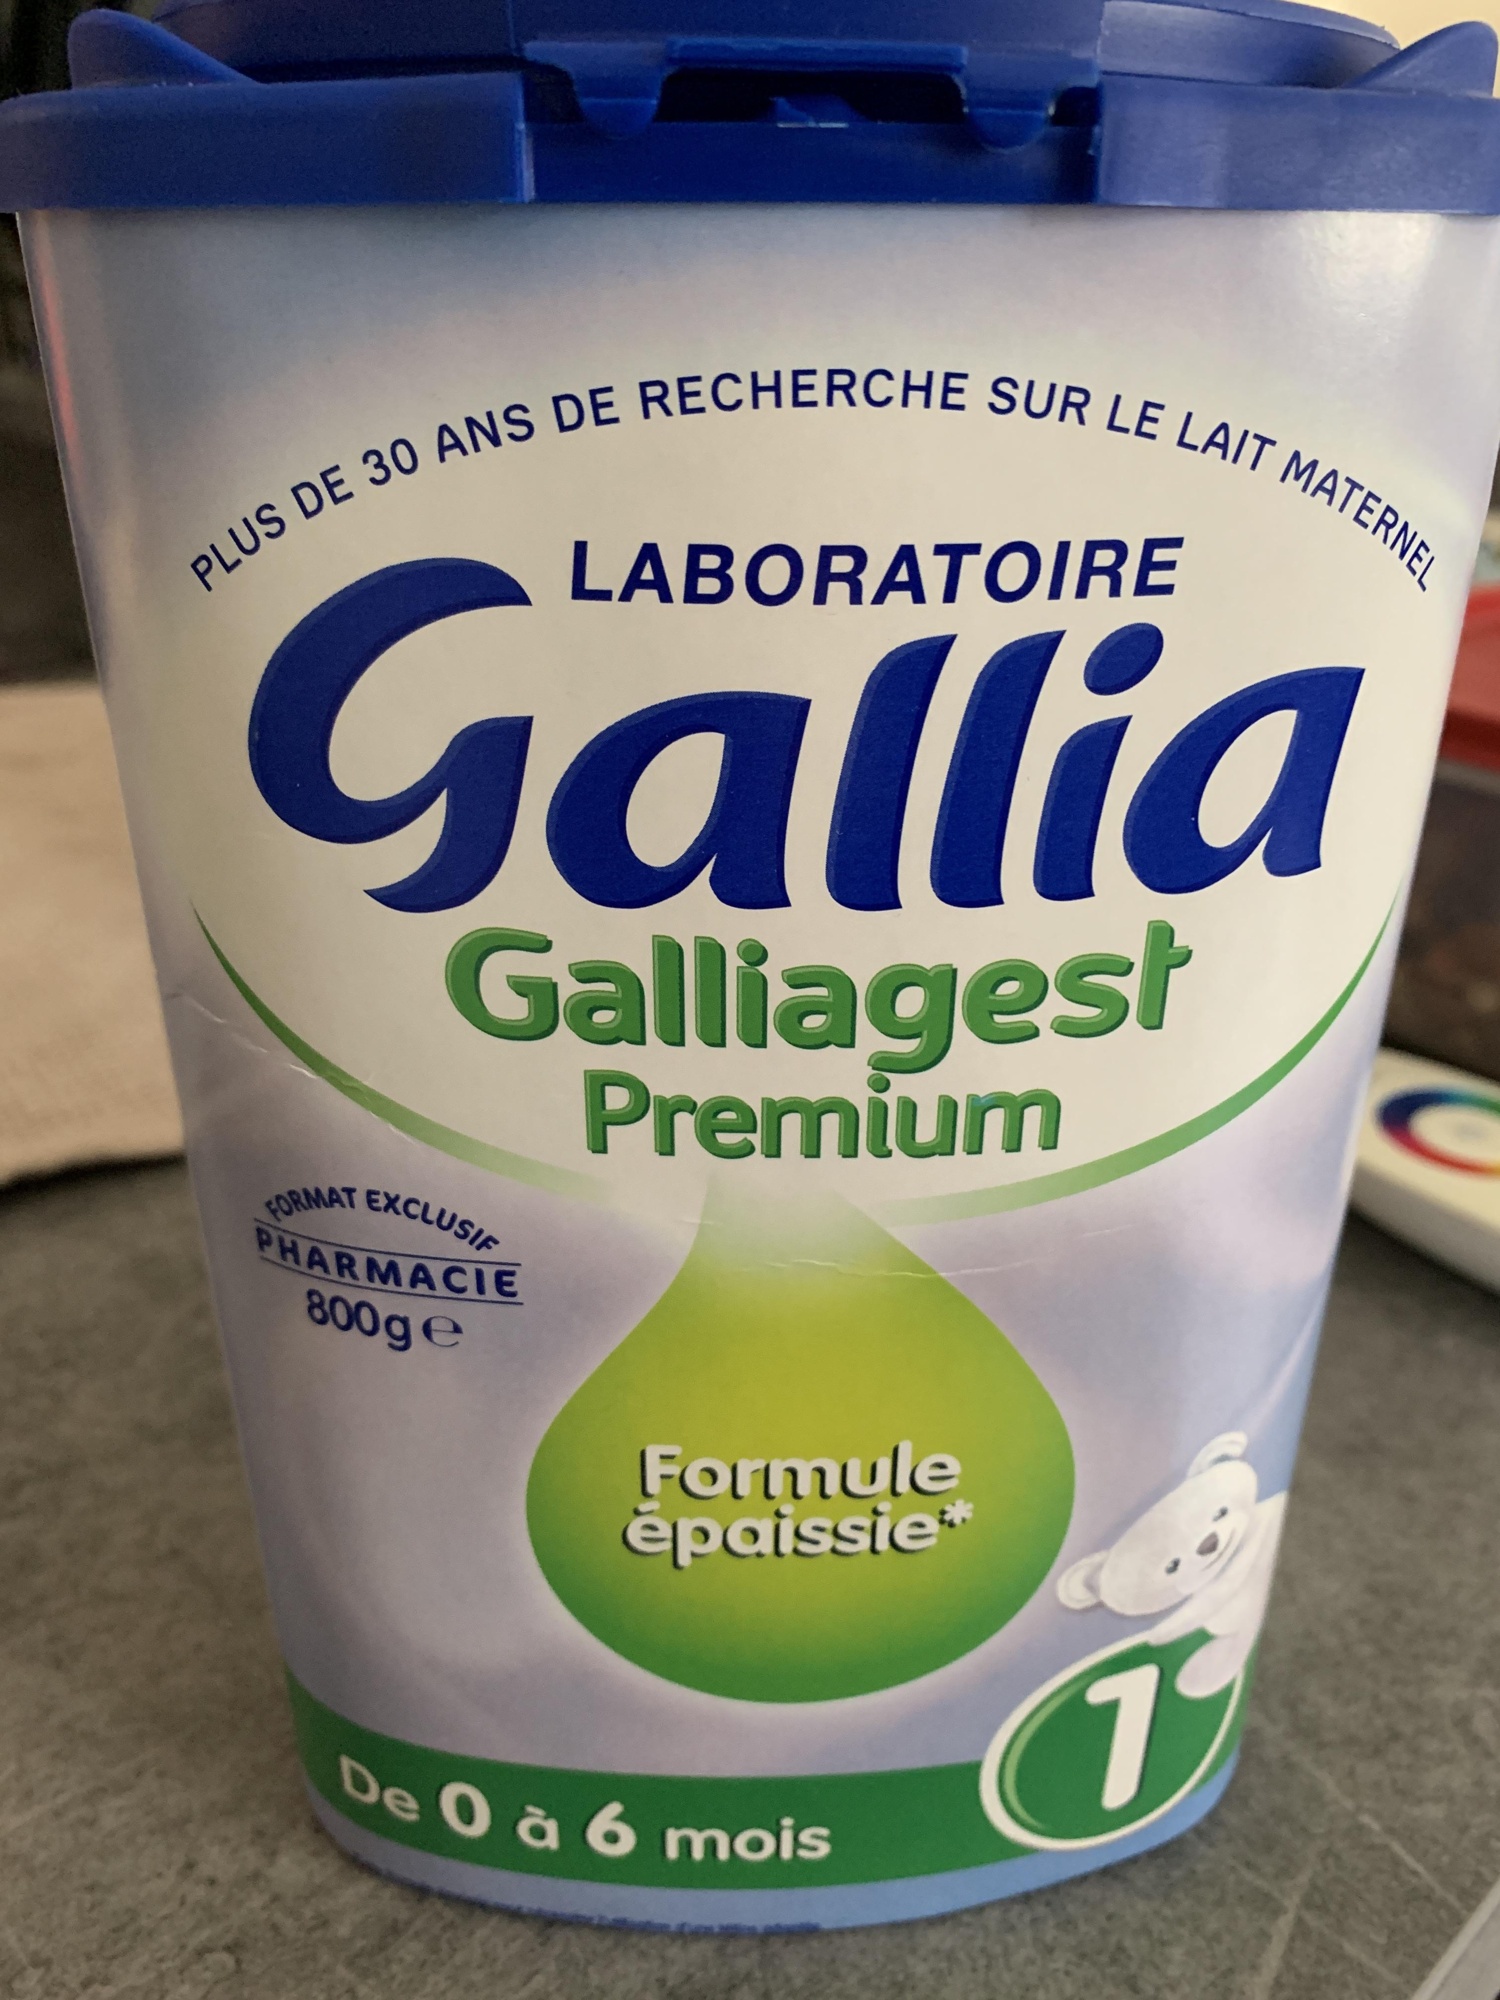 PLUS DE 30 ANS DE RECHERCHE SUR LE LAIT MATERNEL
LABORATOIRE
Gallia
Galliagest
Premium
FORMAT EXCLUSIF
PHARMACIE
800g ℮
Formule
épaissie*
1
De 0 à 6 mois